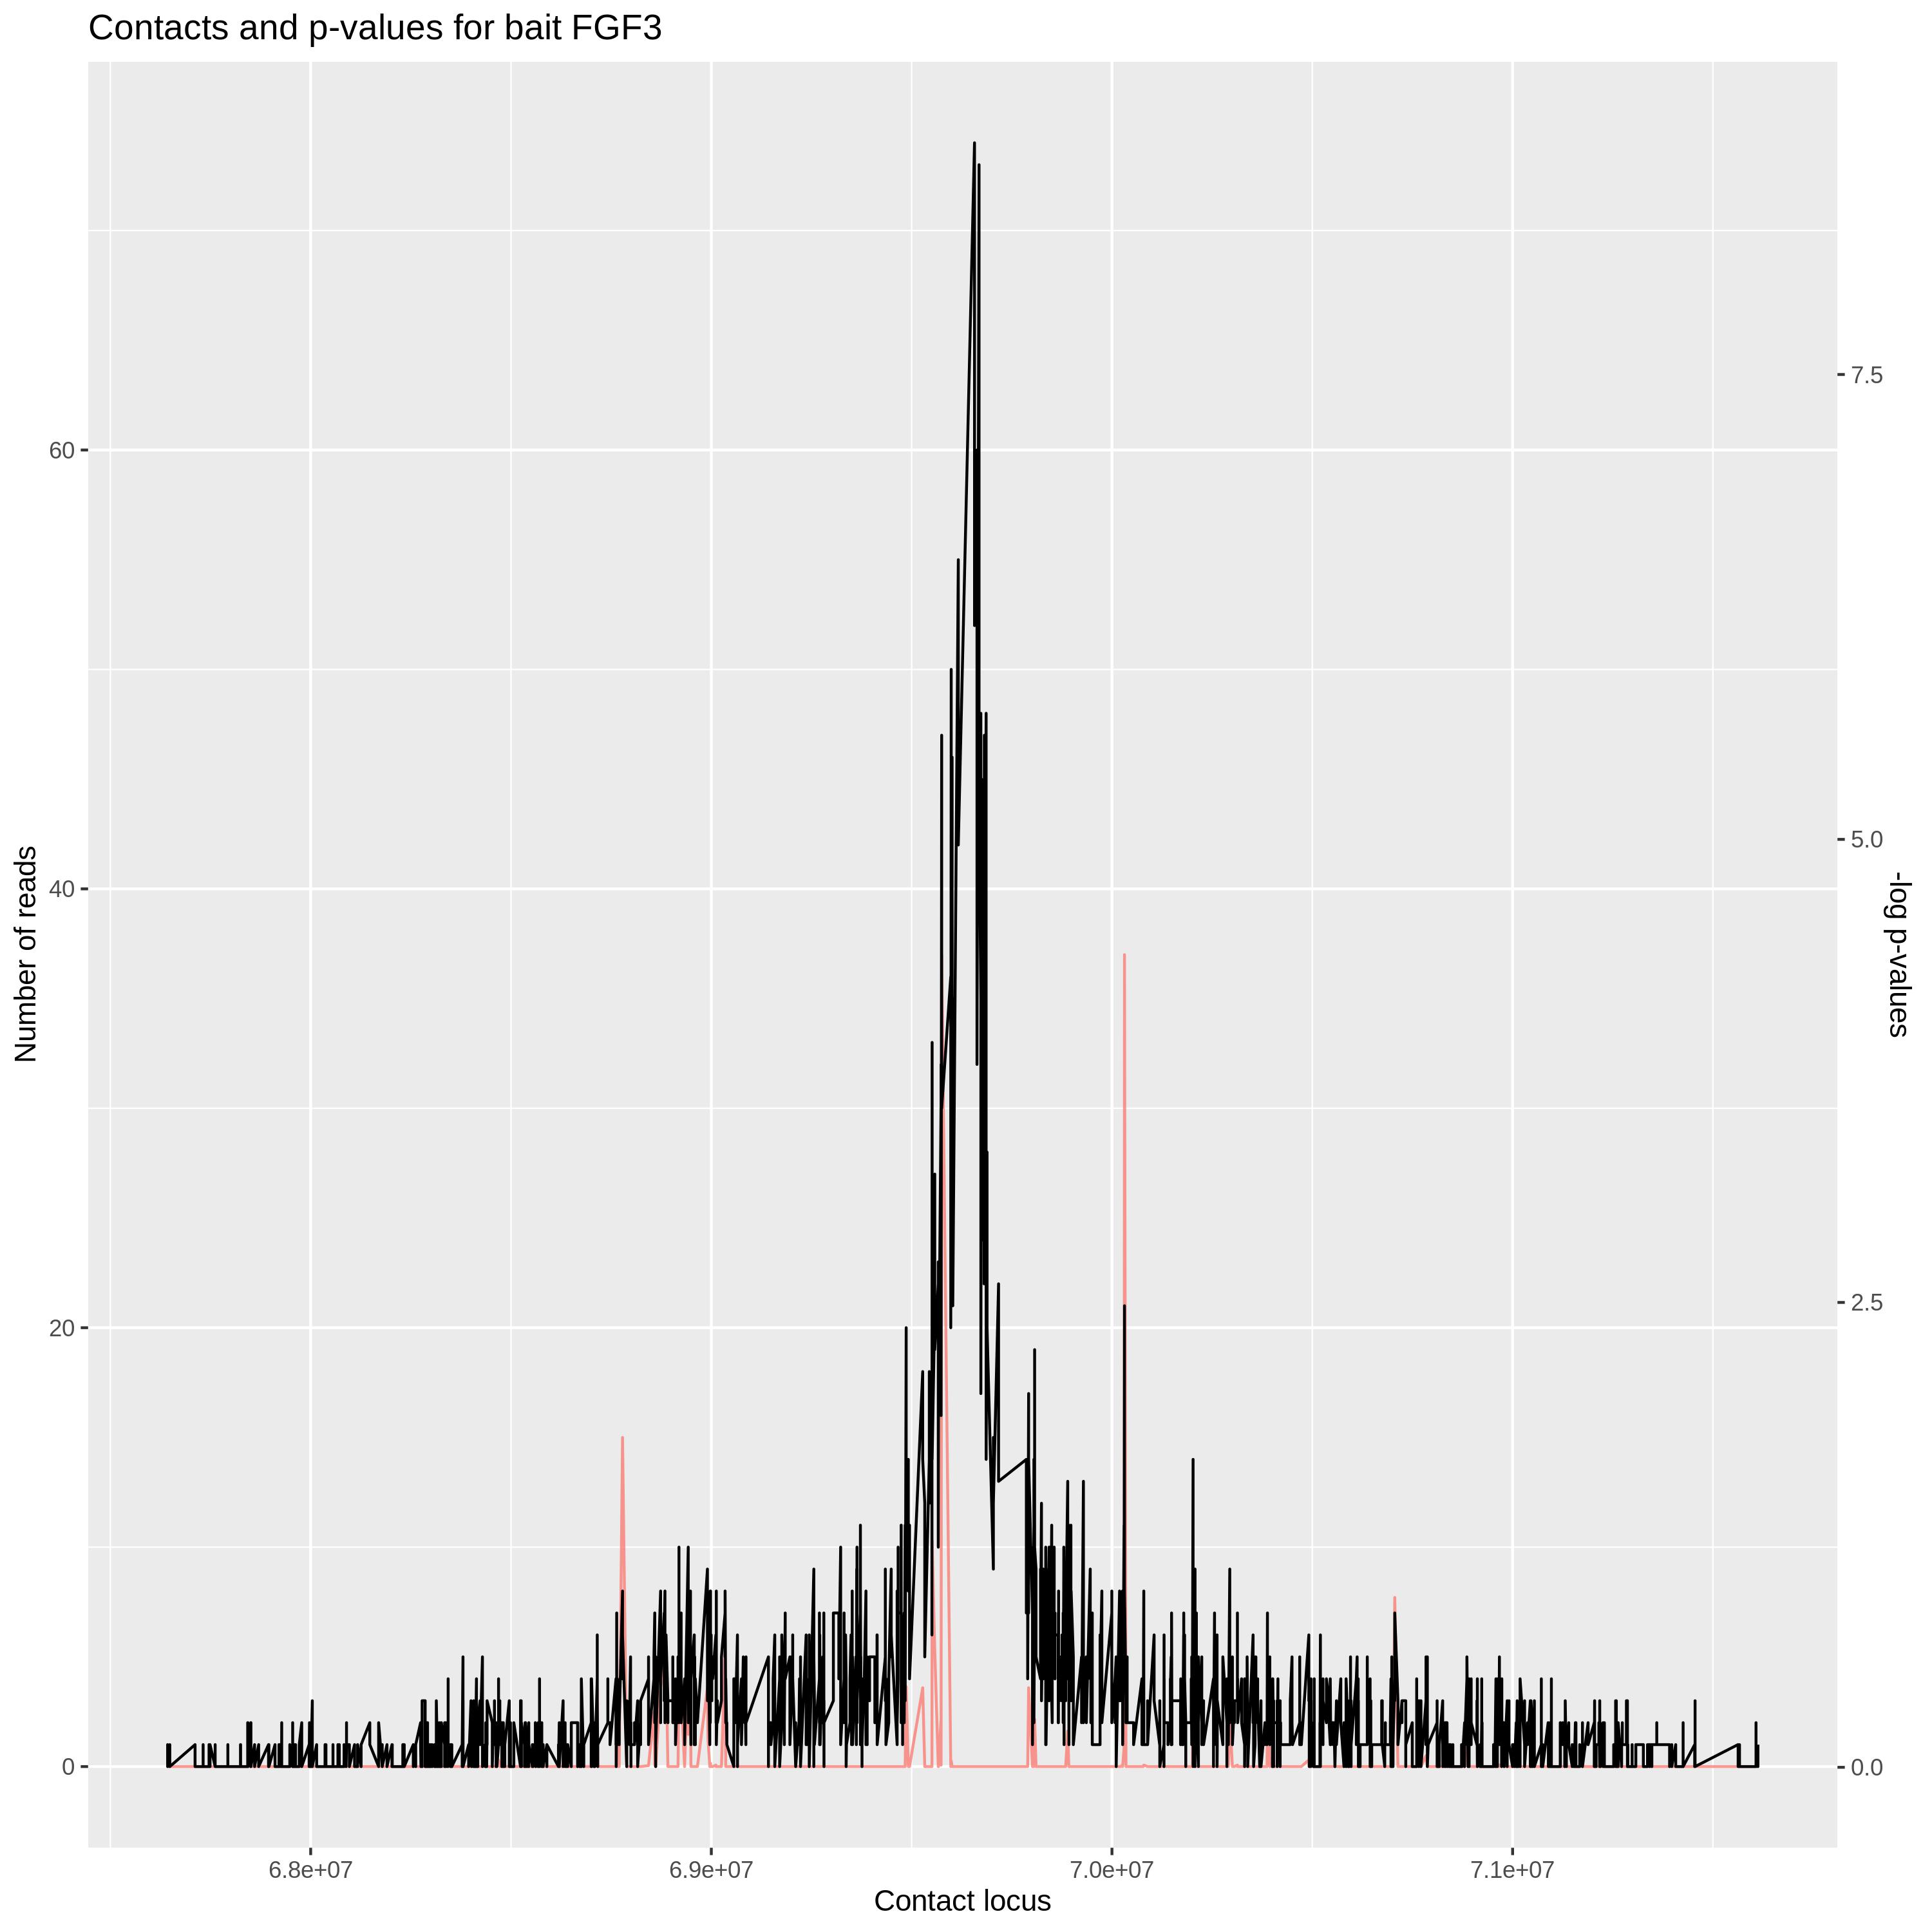 Contacts and p-values for bait FGF3
60
40
20
0
7.5
5.0
2.5
0.0
Number of reads
-log p-values
6.8e+07 6.9e+07 7.0e+07 7.1e+07
Contact locus